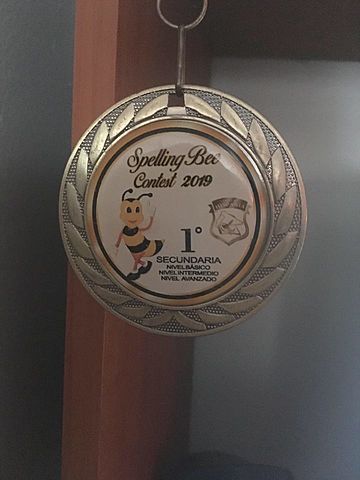 Spelling Bee
Contest 2019
1°
SECUNDARIA
NIVEL BÁSICO
NIVEL INTERMEDIO
NIVEL AVANZADO